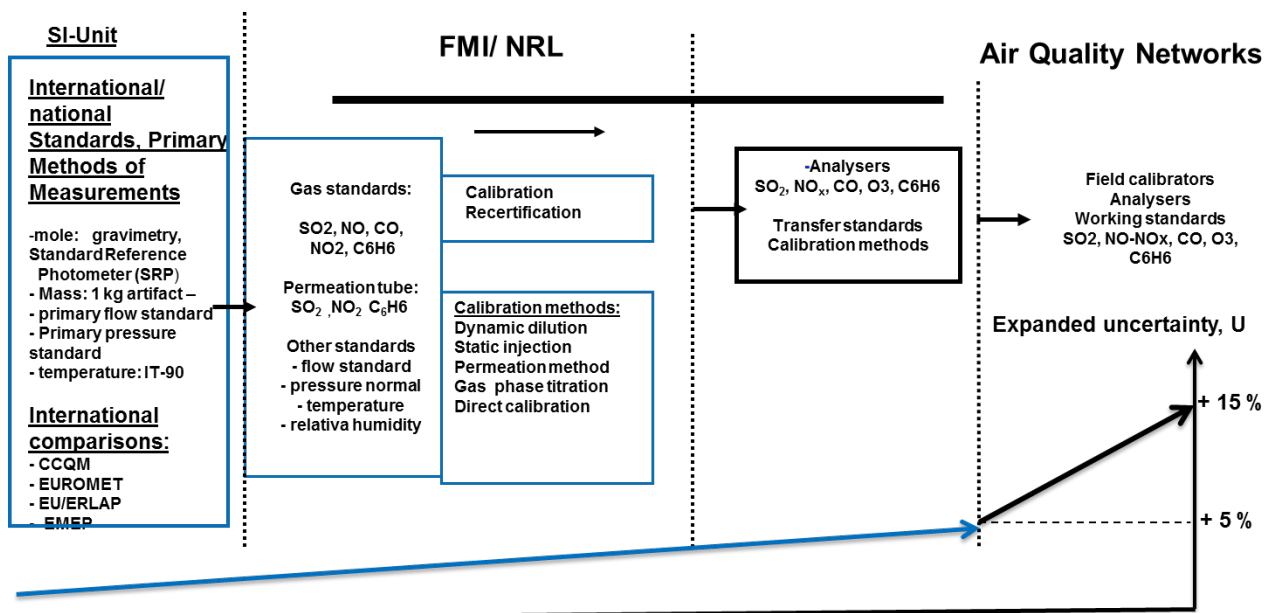 SI-Unit
FMI/ NRL
Air Quality Networks
International/
national
Standards, Primary
Methods of
Measurements
-mole: gravimetry,
Standard Reference
Photometer (SRP)
- Mass: 1 kg artifact –
- primary flow standard
- Primary pressure
standard
- temperature: IT-90
International
comparisons:
- CCQM
- EUROMET
- EU/ERLAP
- EMEP
Gas standards:
SO2, NO, CO,
NO2, C6H6
Permeation tube:
SO₂ ,NO₂ C₆H6
Other standards
- flow standard
- pressure normal
- temperature
- relativa humidity
Calibration
Recertification
Calibration methods:
Dynamic dilution
Static injection
Permeation method
Gas phase titration
Direct calibration
-Analysers
SO₂, NOₓ, CO, O3, C6H6
Transfer standards
Calibration methods
Field calibrators
Analysers
Working standards
SO2, NO-NOx, CO, O3,
C6H6
Expanded uncertainty, U
+ 15 %
+ 5 %